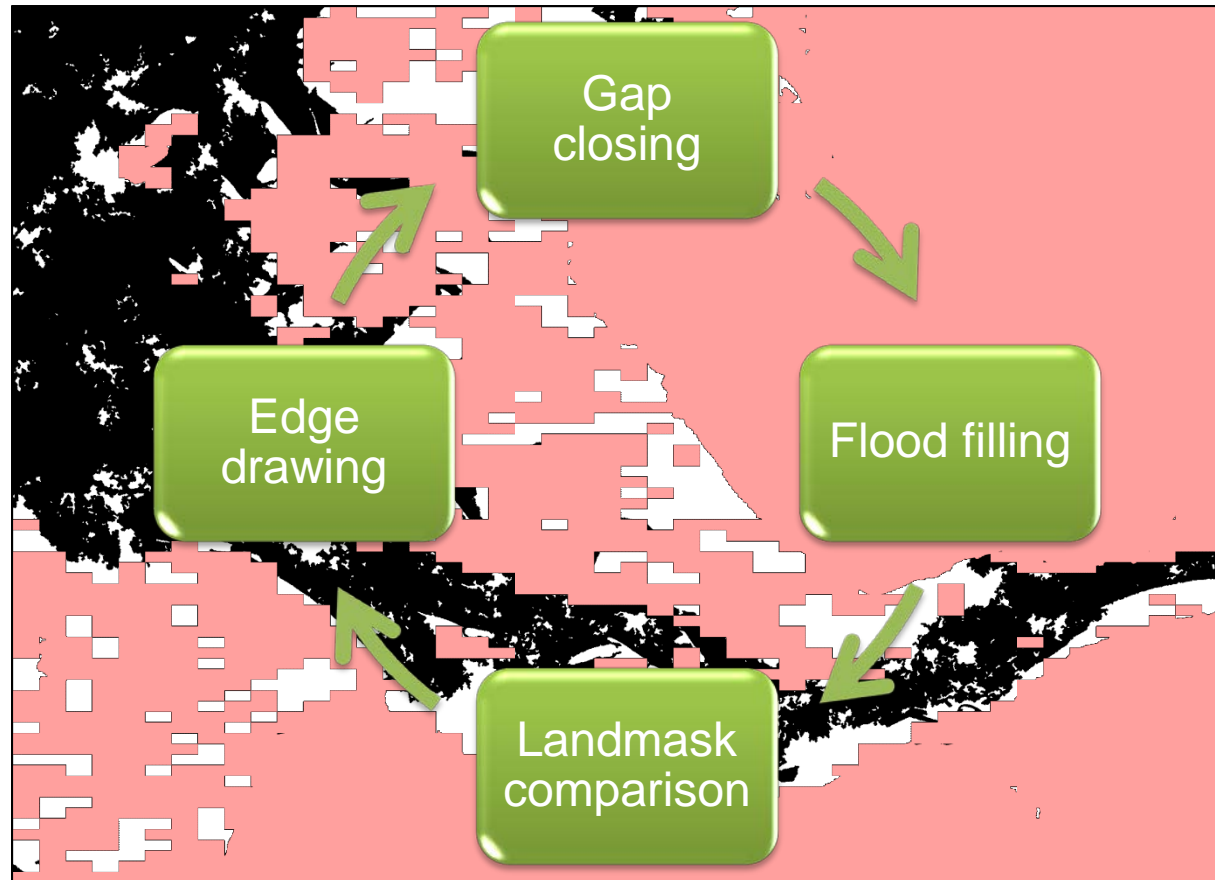 Gap
closing
Edge
drawing
Flood filling
Landmask
comparison